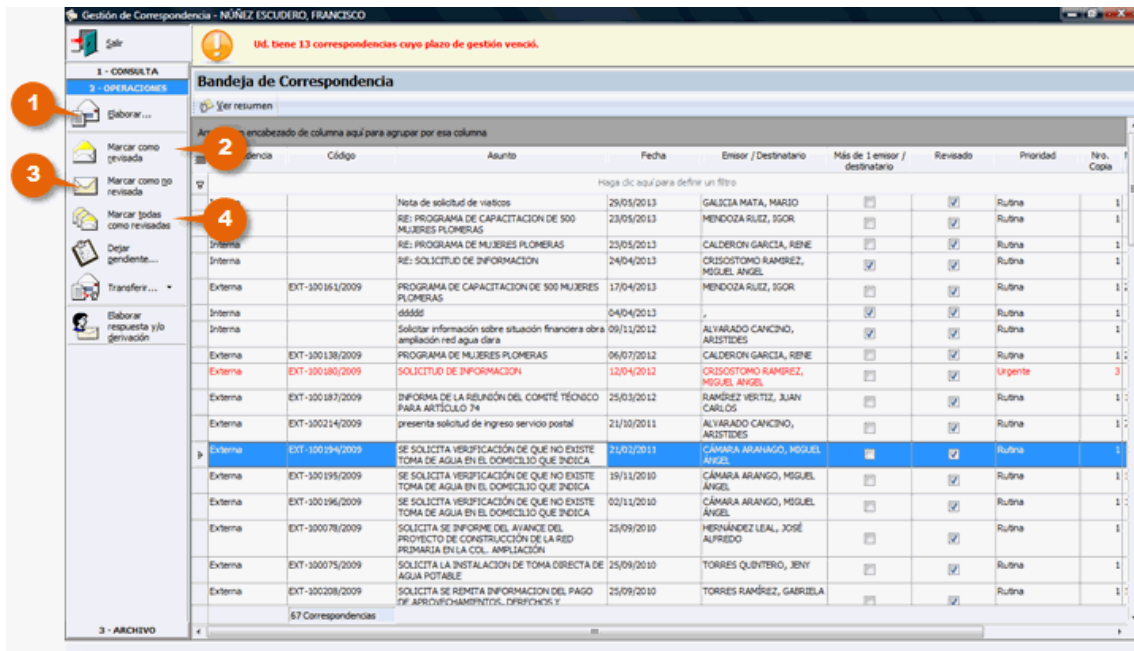 Gestión de Correspondencia - NÚÑEZ ESCUDERO, FRANCISCO
Salir
Ud. tiene 13 correspondencias cuyo plazo de gestión venció.
1 - CONSULTA
2 - OPERACIONES
Bandeja de Correspondencia
1
Elaborar...
Ver resumen
encabezado de columna aquí para agrupar por esa columna
Marcar como revisada
2
3
Marcar como no revisada
Marcar todas como revisadas
4
Dejar pendiente...
Transferir...
Elaborar respuesta y/o derivación
3 - ARCHIVO
Código Asunto Fecha Emisor / Destinatario Más de 1 emisor / destinatario Revisado Prioridad Nro. Copia
Haga clic aquí para definir un filtro
Nota de solicitud de viaticos 29/05/2013 GALICIA MATA, MARIO Rutina 1
RE: PROGRAMA DE CAPACITACION DE 500 MUJERES PLOMERAS 23/05/2013 MENDOZA RUIZ, IGOR Rutina 1
Interna RE: PROGRAMA DE MUJERES PLOMERAS 23/05/2013 CALDERON GARCIA, RENE Rutina 1
Interna RE: SOLICITUD DE INFORMACION 24/04/2013 CRISOSTOMO RAMIREZ, MIGUEL ANGEL Rutina 1
Externa EXT-100161/2009 PROGRAMA DE CAPACITACION DE 500 MUJERES PLOMERAS 17/04/2013 MENDOZA RUIZ, IGOR Rutina 1
Interna ddddd 04/04/2013 , Rutina 1
Interna Solicitar información sobre situación financiera obra ampliación red agua clara 09/11/2012 ALVARADO CANCINO, ARISTIDES Rutina 1
Externa EXT-100138/2009 PROGRAMA DE MUJERES PLOMERAS 06/07/2012 CALDERON GARCIA, RENE Rutina 1
Externa EXT-100180/2009 SOLICITUD DE INFORMACION 12/04/2012 CRISOSTOMO RAMIREZ, MIGUEL ANGEL Urgente 3
Externa EXT-100187/2009 INFORMA DE LA REUNIÓN DEL COMITÉ TÉCNICO PARA ARTÍCULO 74 25/03/2012 RAMÍREZ VERTIZ, JUAN CARLOS Rutina 1
Externa EXT-100214/2009 presenta solicitud de ingreso servicio postal 21/10/2011 ALVARADO CANCINO, ARISTIDES Rutina 1
Externa EXT-100194/2009 SE SOLICITA VERIFICACIÓN DE QUE NO EXISTE TOMA DE AGUA EN EL DOMICILIO QUE INDICA 21/02/2011 CÁMARA ARANAGO, MIGUEL ÁNGEL Rutina 1
Externa EXT-100195/2009 SE SOLICITA VERIFICACIÓN DE QUE NO EXISTE TOMA DE AGUA EN EL DOMICILIO QUE INDICA 19/11/2010 CÁMARA ARANGO, MIGUEL ÁNGEL Rutina 1
Externa EXT-100196/2009 SE SOLICITA VERIFICACIÓN DE QUE NO EXISTE TOMA DE AGUA EN EL DOMICILIO QUE INDICA 02/11/2010 CÁMARA ARANGO, MIGUEL ÁNGEL Rutina 1
Externa EXT-100078/2009 SOLICITA SE INFORME DEL AVANCE DEL PROYECTO DE CONSTRUCCIÓN DE LA RED PRIMARIA EN LA COL. AMPLIACIÓN 25/09/2010 HERNÁNDEZ LEAL, JOSÉ ALFREDO Rutina 1
Externa EXT-100075/2009 SOLICITA LA INSTALACION DE TOMA DIRECTA DE AGUA POTABLE 25/09/2010 TORRES QUINTERO, JENY Rutina 1
Externa EXT-100208/2009 SOLICITA SE REMITA INFORMACION DEL PAGO DE APROVECHAMIENTOS, DERECHOS Y 25/09/2010 TORRES RAMÍREZ, GABRIELA Rutina 1
67 Correspondencias